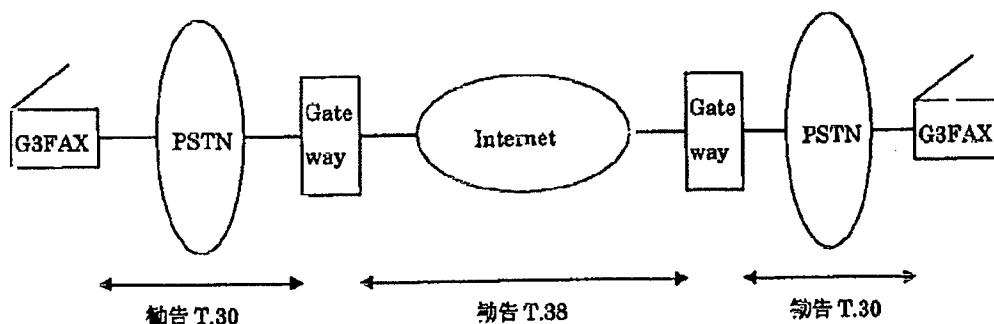 G3FAX
PSTN
Gate
way
Internet
Gate
way
PSTN
G3FAX
勧告 T.30
勧告 T.38
勧告 T.30